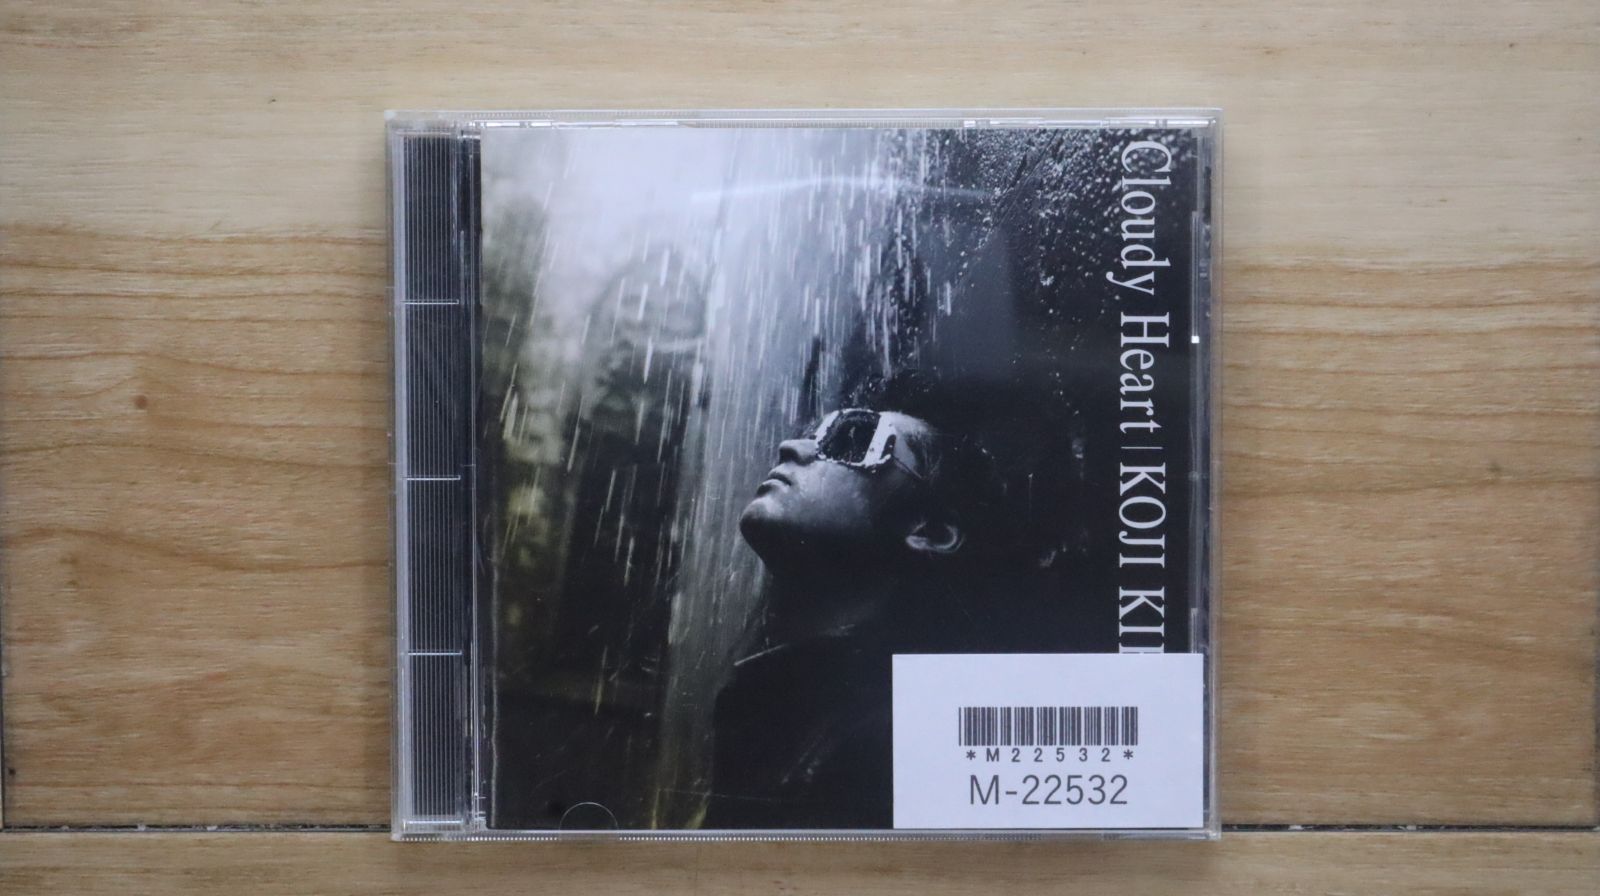 Cloudy Heart | KOJI KI
*M22532*
M-22532